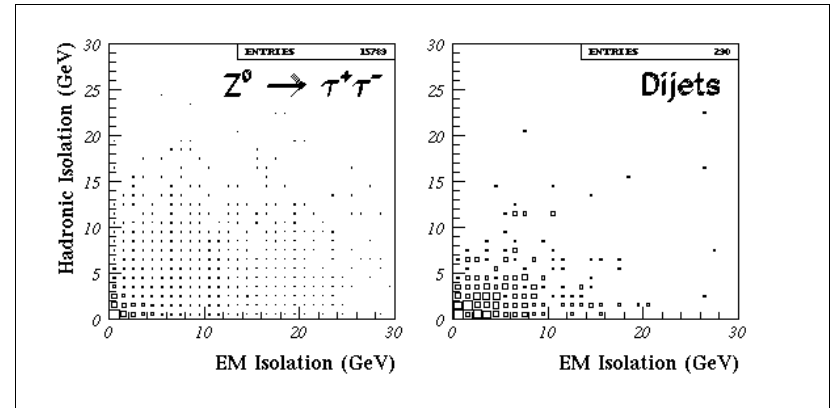 ENTRIES 15789
Z⁰ → τ⁺τ⁻
Hadronic Isolation (GeV)
30
25
20
15
10
5
0
0 10 20 30
EM Isolation (GeV)
ENTRIES 290
Dijets
30
25
20
15
10
5
0
0 10 20 30
EM Isolation (GeV)